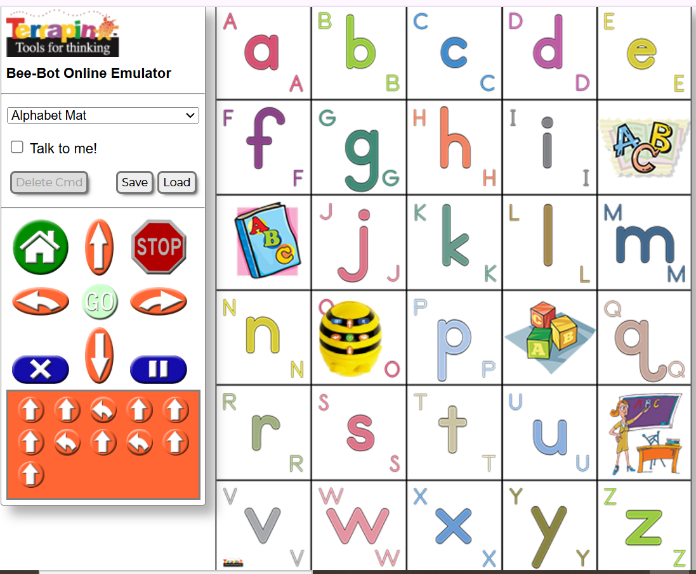 Terrapin
Tools for thinking
Bee-Bot Online Emulator
Alphabet Mat
Talk to me!
Delete Cmd
Save
Load
STOP
GO
A a A
B b B
C c C
D d D
E e E
F f F
G g G
H h H
I i I
A B C
A B C
J j J
K k K
L l L
M m M
N n N
O O
P p P
C B A
Q q Q
R r R
S s S
T t T
U u U
A B C
V v V
Terrapin
W w W
X x X
Y y Y
Z z Z